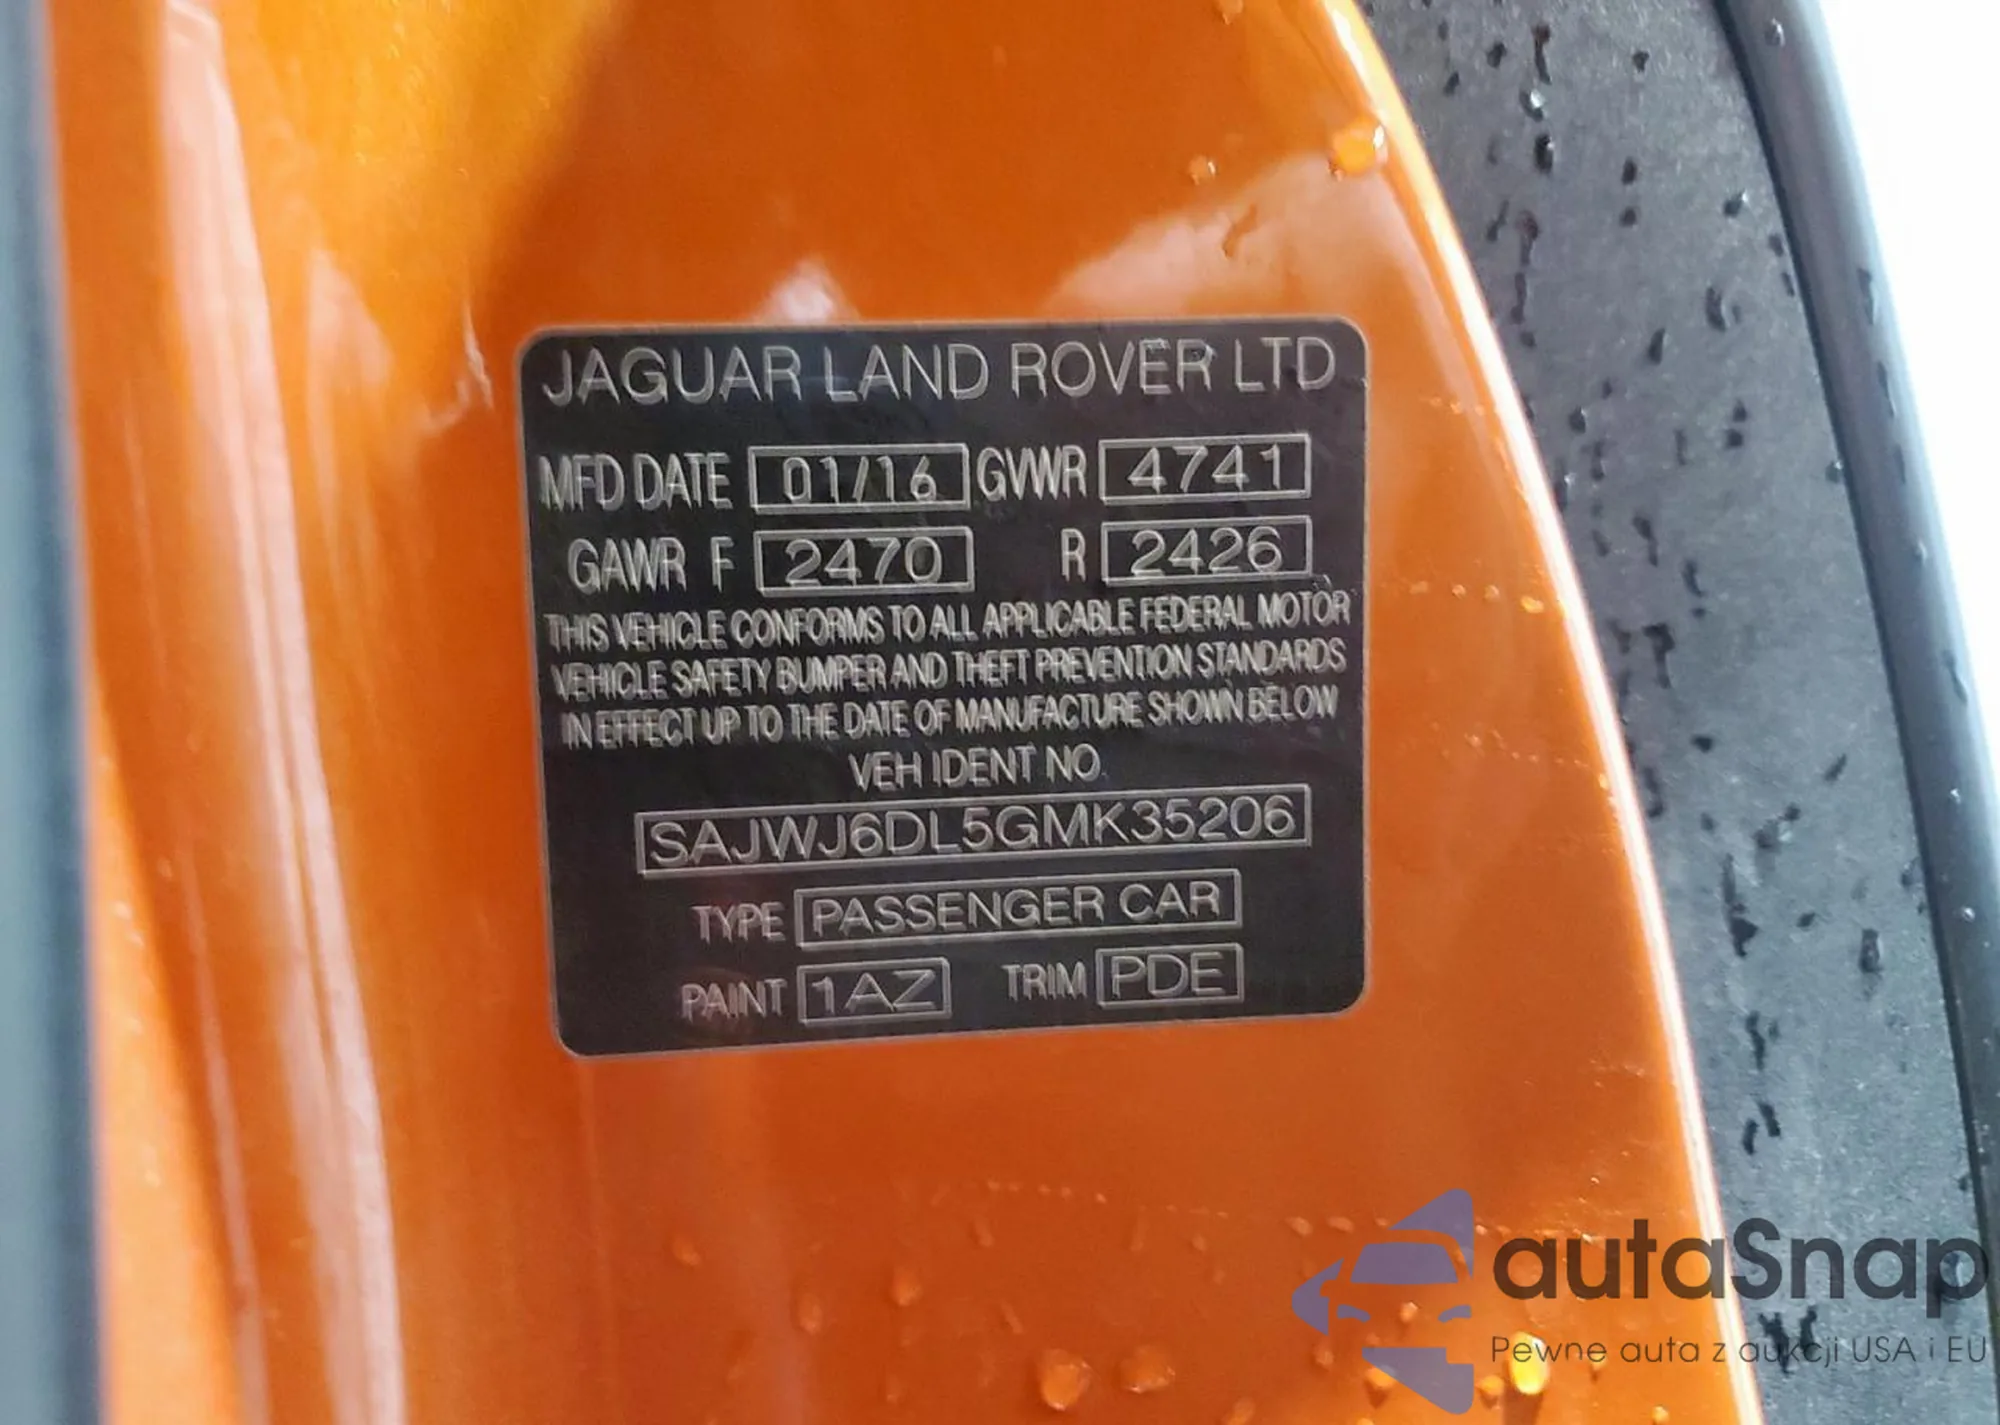 JAGUAR LAND ROVER LTD
MFD DATE 01/16 GVWR 4741
GAWR F 2470 R 2426
THIS VEHICLE CONFORMS TO ALL APPLICABLE FEDERAL MOTOR
VEHICLE SAFETY BUMPER AND THEFT PREVENTION STANDARDS
IN EFFECT UP TO THE DATE OF MANUFACTURE SHOWN BELOW
VEH IDENT NO.
SAJWJ6DL5GMK35206
TYPE PASSENGER CAR
PAINT 1AZ TRIM PDE
autaSnap
Pewne auta z aukcji USA i EU